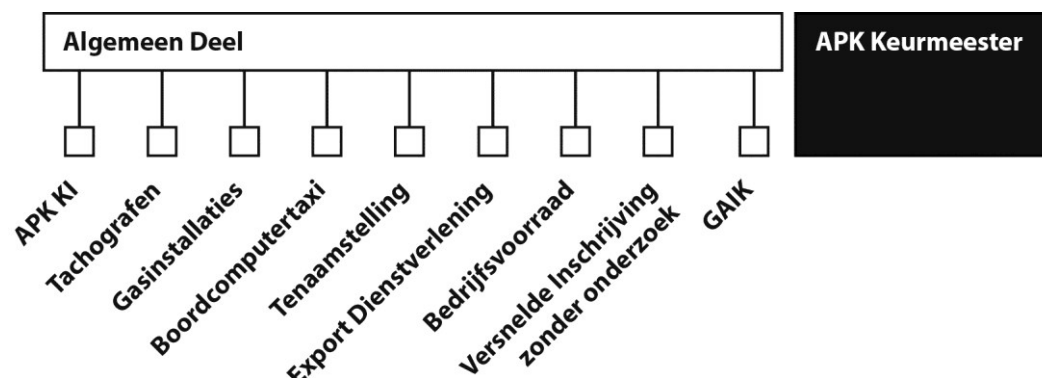 Algemeen Deel
APK Keurmeester
APK KI
Tachografen
Gasinstallaties
Boordcomputertaxi
Tenaamstelling
Export Dienstverlening
Bedrijfsvoorraad
Versnelde Inschrijving
zonder onderzoek
GAIK